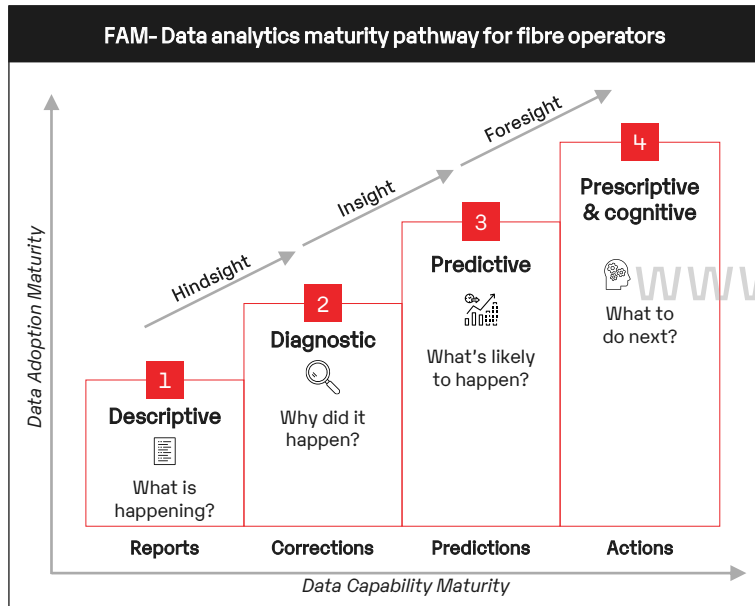 FAM- Data analytics maturity pathway for fibre operators
Data Adoption Maturity
Hindsight
Insight
Foresight
1
Descriptive
What is
happening?
Reports
2
Diagnostic
Why did it
happen?
Corrections
3
Predictive
What's likely
to happen?
Predictions
4
Prescriptive
& cognitive
What to
do next?
Actions
Data Capability Maturity
www